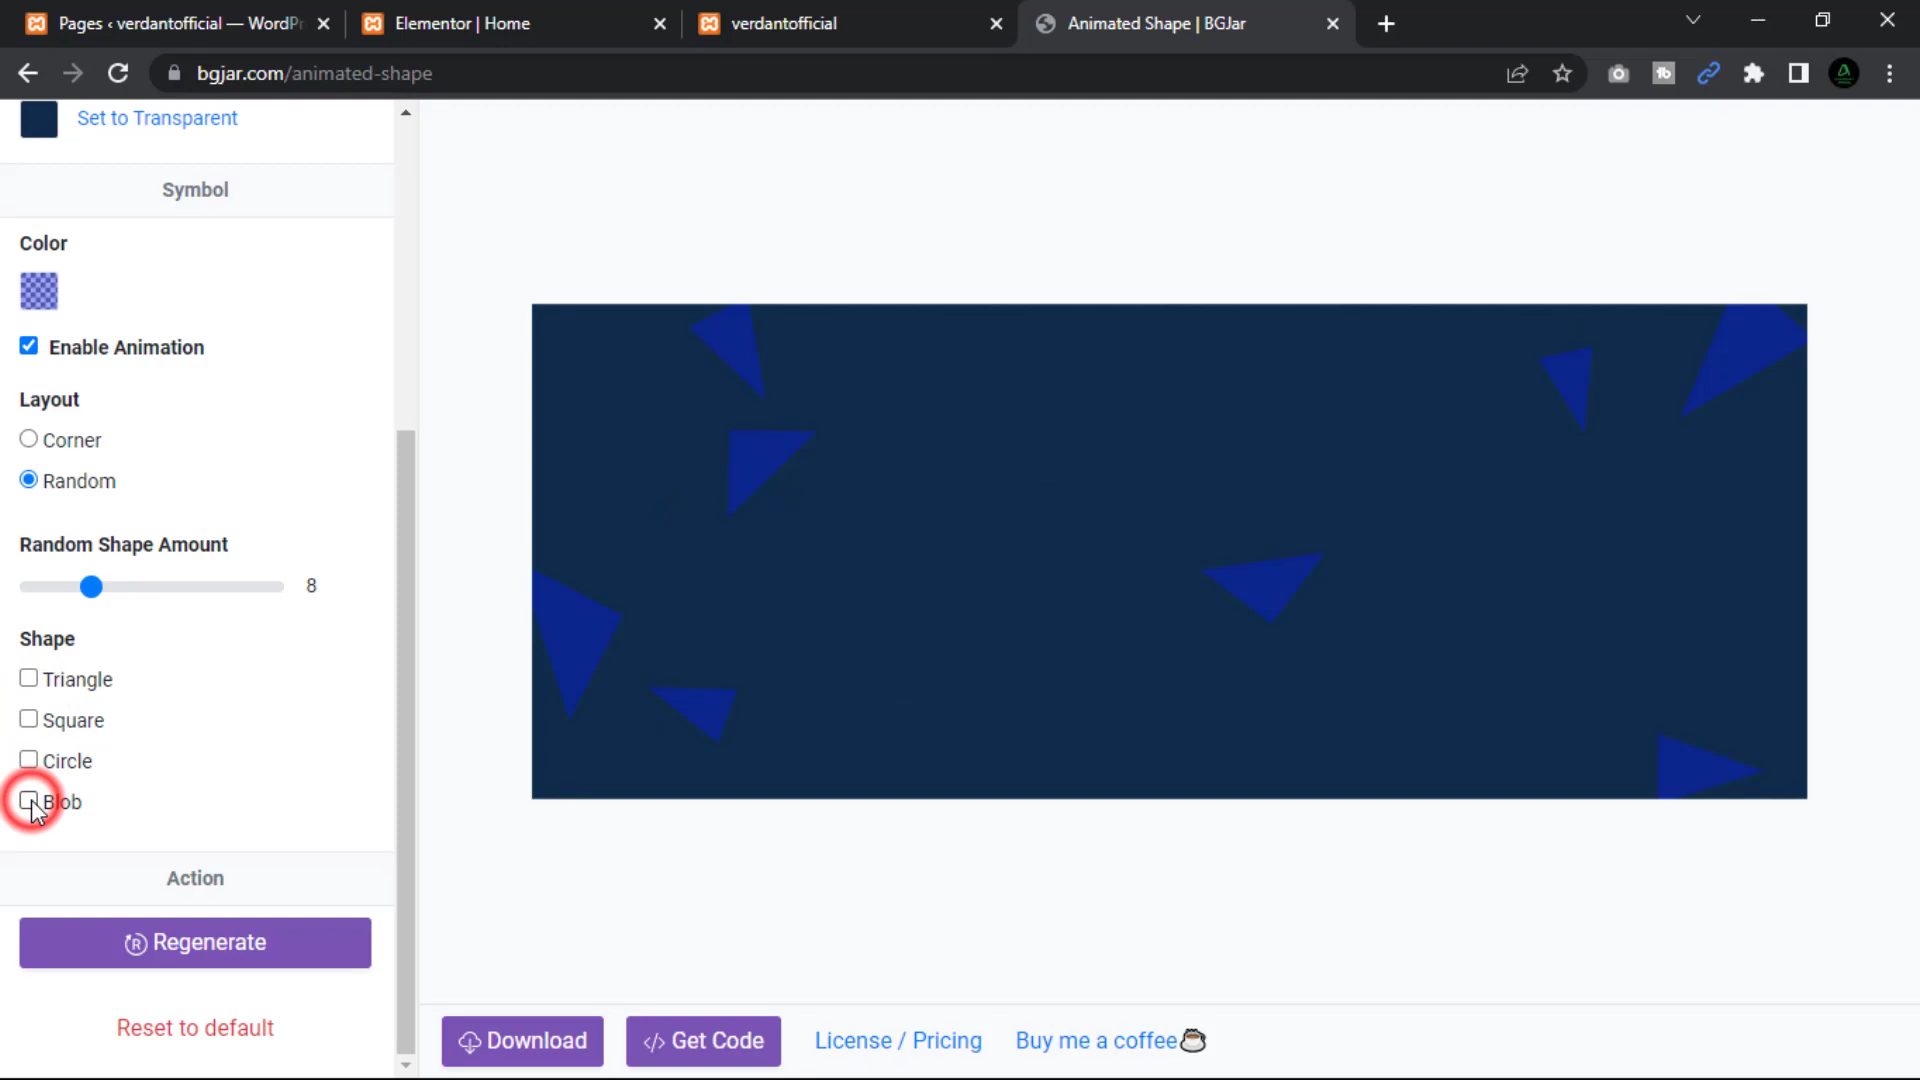 Pages ‹ verdantofficial — WordPr
Elementor | Home
verdantofficial
Animated Shape | BGJar
bgjar.com/animated-shape
Set to Transparent
Symbol
Color
Enable Animation
Layout
Corner
Random
Random Shape Amount
8
Shape
Triangle
Square
Circle
Blob
Action
Regenerate
Reset to default
Download
</> Get Code
License / Pricing
Buy me a coffee